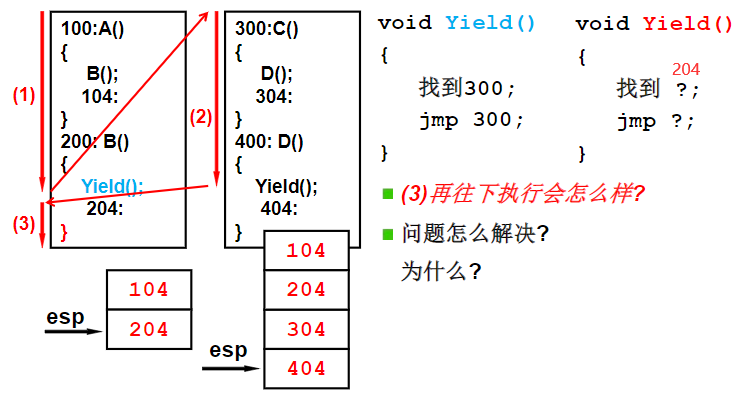 100:A()
{
B();
104:
}
200: B()
{
Yield();
204:
}
(1)
(3)
300:C()
{
D();
304:
}
400: D()
{
Yield();
404:
}
(2)
void Yield()
{
找到300;
jmp 300;
}
void Yield()
{
204
找到 ?;
jmp ?;
}
(3)再往下执行会怎么样?
问题怎么解决?
为什么?
104
204
esp
104
204
304
404
esp